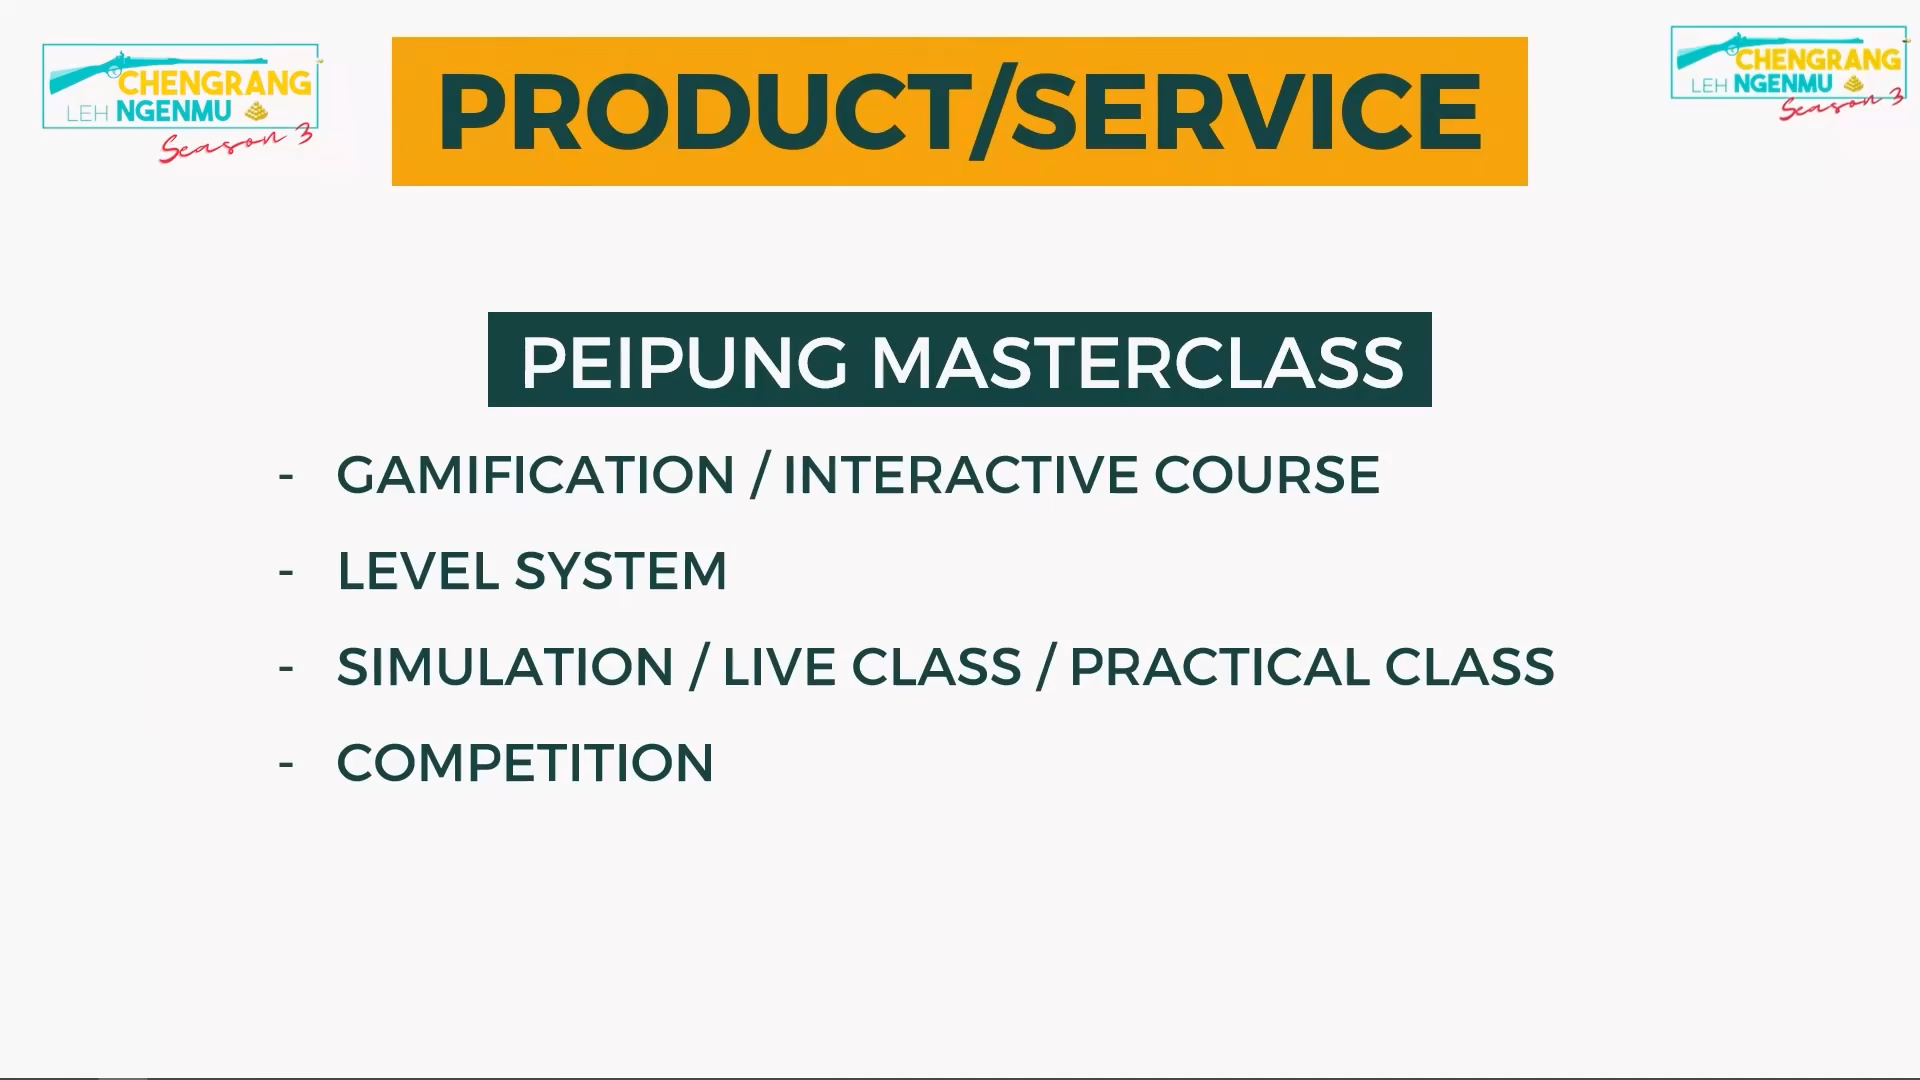 CHENGRANG
LEH NGENMU
Season 3
PRODUCT/SERVICE
CHENGRANG
LEH NGENMU
Season 3
PEIPUNG MASTERCLASS
- GAMIFICATION / INTERACTIVE COURSE
- LEVEL SYSTEM
- SIMULATION / LIVE CLASS / PRACTICAL CLASS
- COMPETITION